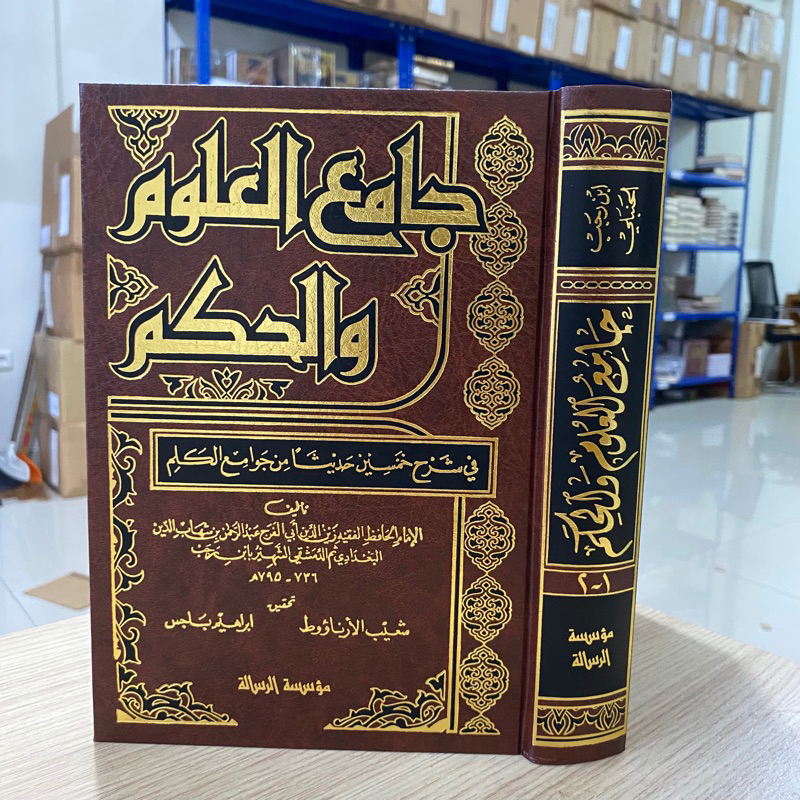 جامع العلوم
والحكم
في شرح خمسين حديثا من جوامع الكلم
تأليف
الإمام الحافظ الفقيه زين الدين أبي الفرج عبد الرحمن بن شهاب الدين
البغدادي ثم الدمشقي الشهير بابن رجب
٧٣٦ - ٧٩٥هـ
تحقيق
شعيب الأرناؤوط ابراهيم باجس
مؤسسة الرسالة
ابن رجب
الحنبلي
جامع العلوم والحكم
١-٢
مؤسسة
الرسالة